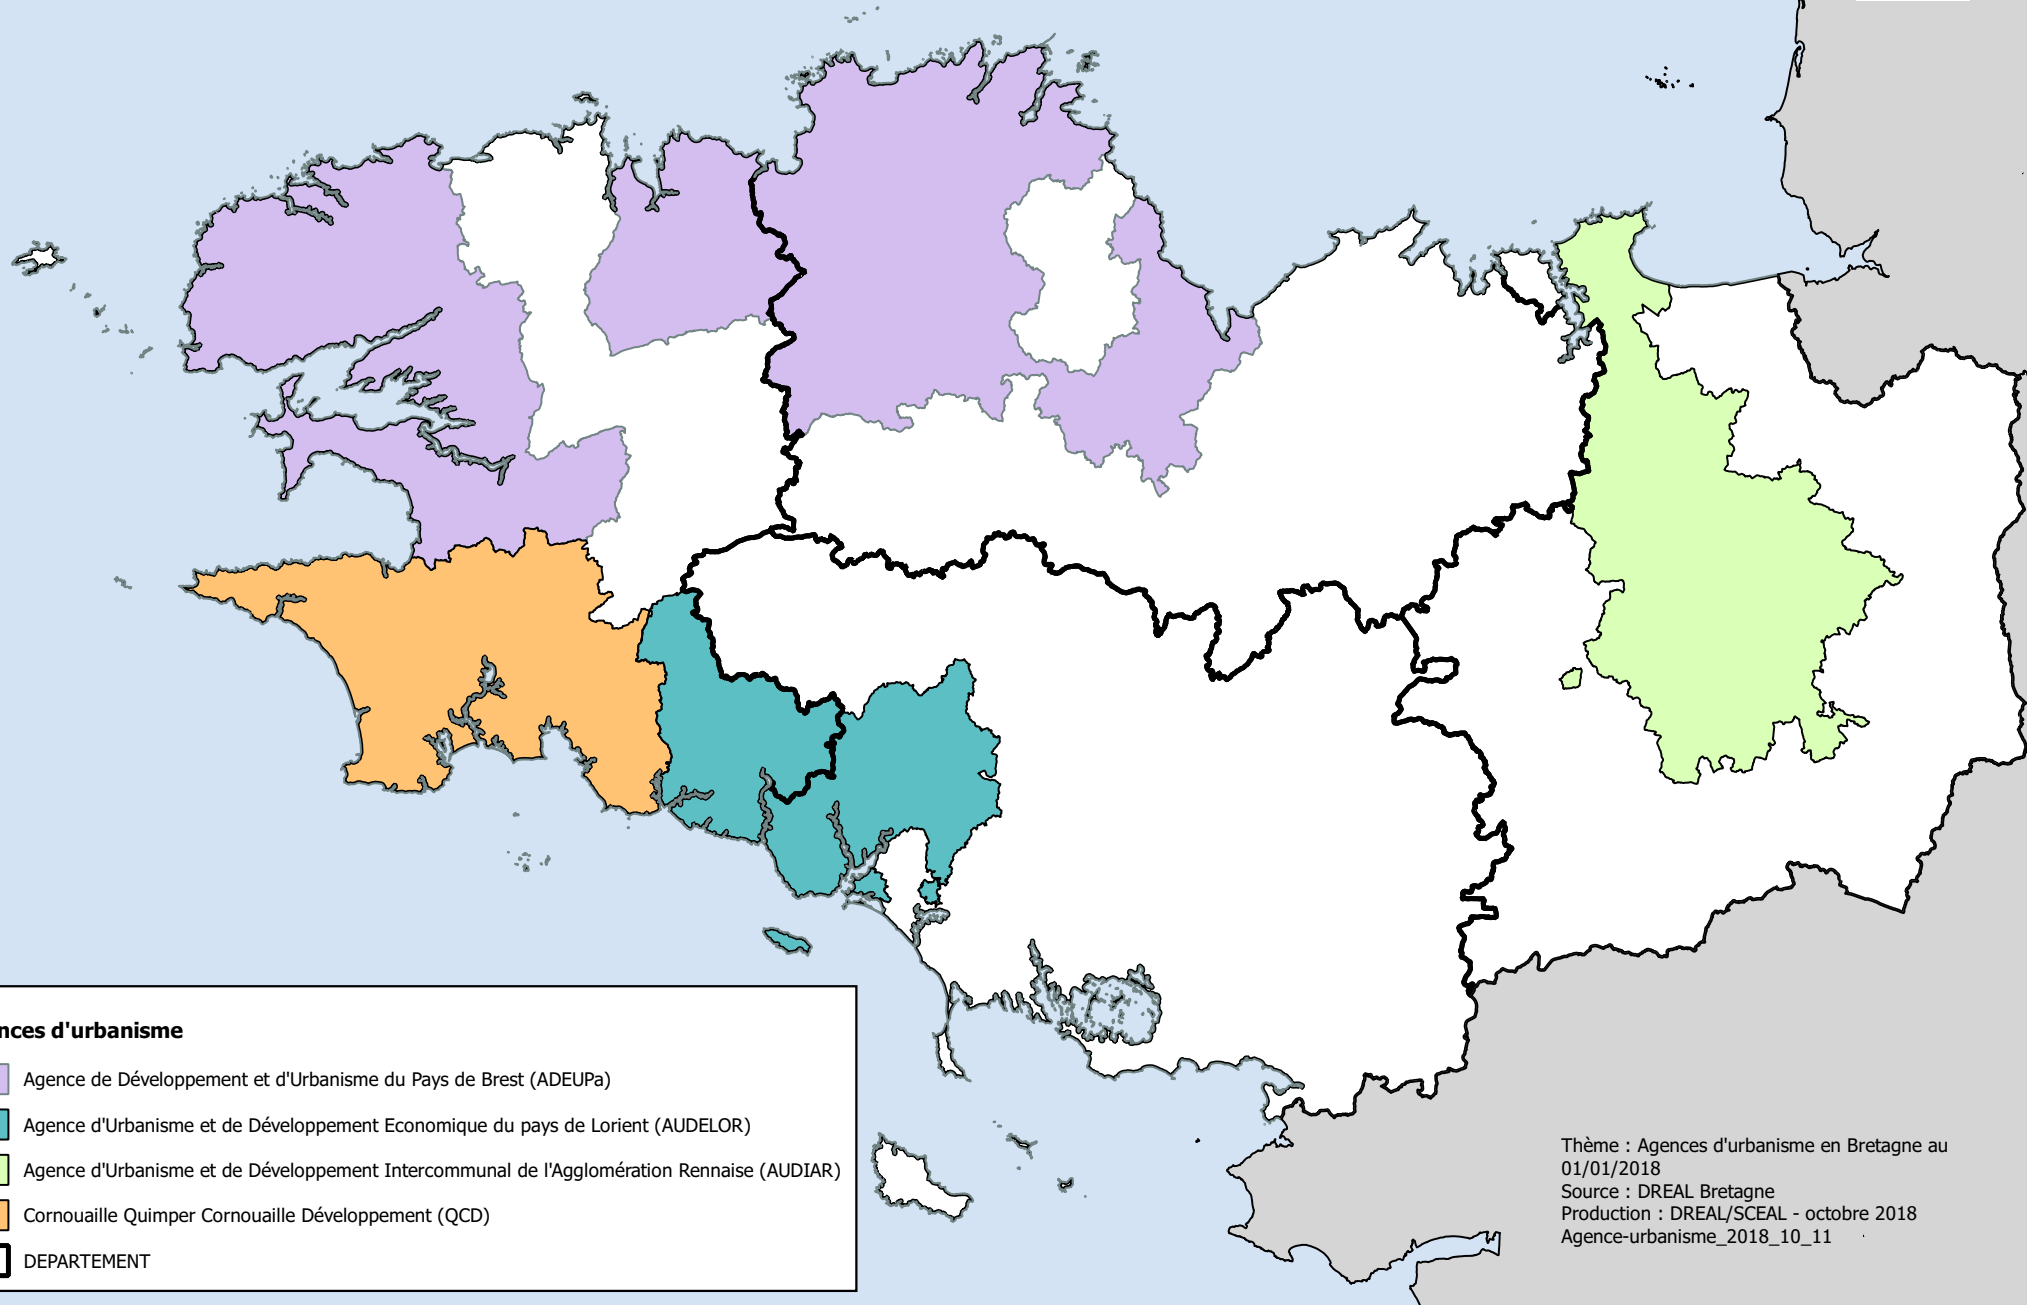 nces d'urbanisme
Agence de Développement et d'Urbanisme du Pays de Brest (ADEUPa)
Agence d'Urbanisme et de Développement Economique du pays de Lorient (AUDELOR)
Agence d'Urbanisme et de Développement Intercommunal de l'Agglomération Rennaise (AUDIAR)
Cornouaille Quimper Cornouaille Développement (QCD)
DEPARTEMENT
Thème : Agences d'urbanisme en Bretagne au
01/01/2018
Source : DREAL Bretagne
Production : DREAL/SCEAL - octobre 2018
Agence-urbanisme_2018_10_11